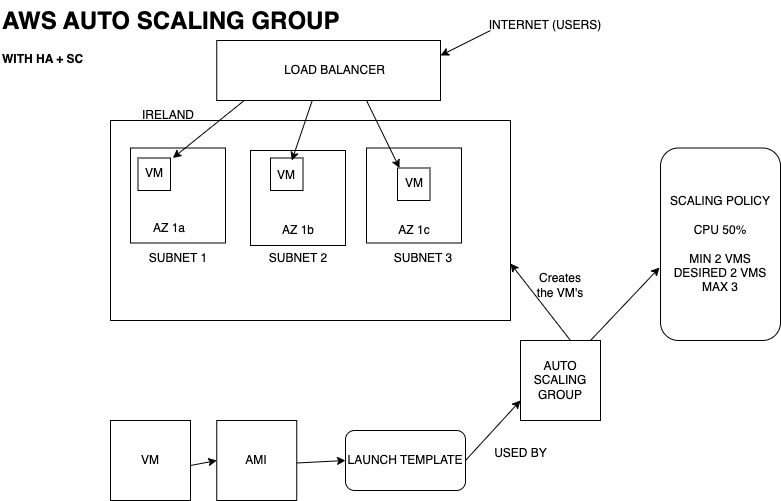 AWS AUTO SCALING GROUP
INTERNET (USERS)
WITH HA + SC
LOAD BALANCER
IRELAND
VM
VM
VM
AZ 1a
AZ 1b
AZ 1c
SUBNET 1
SUBNET 2
SUBNET 3
SCALING POLICY
CPU 50%
MIN 2 VMS
DESIRED 2 VMS
MAX 3
Creates
the VM's
AUTO
SCALING
GROUP
VM
AMI
LAUNCH TEMPLATE
USED BY